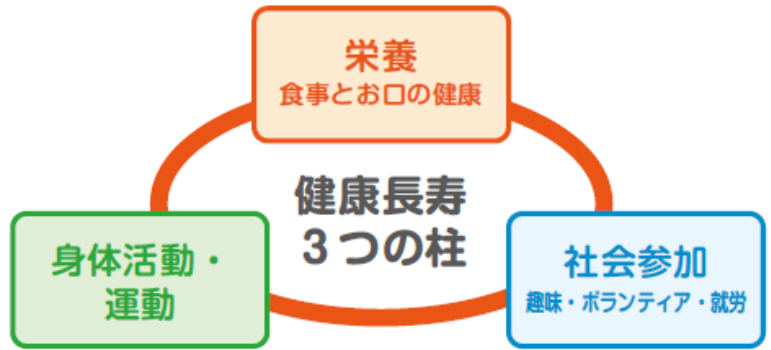 栄養
食事とお口の健康
健康長寿
３つの柱
身体活動・
運動
社会参加
趣味・ボランティア・就労